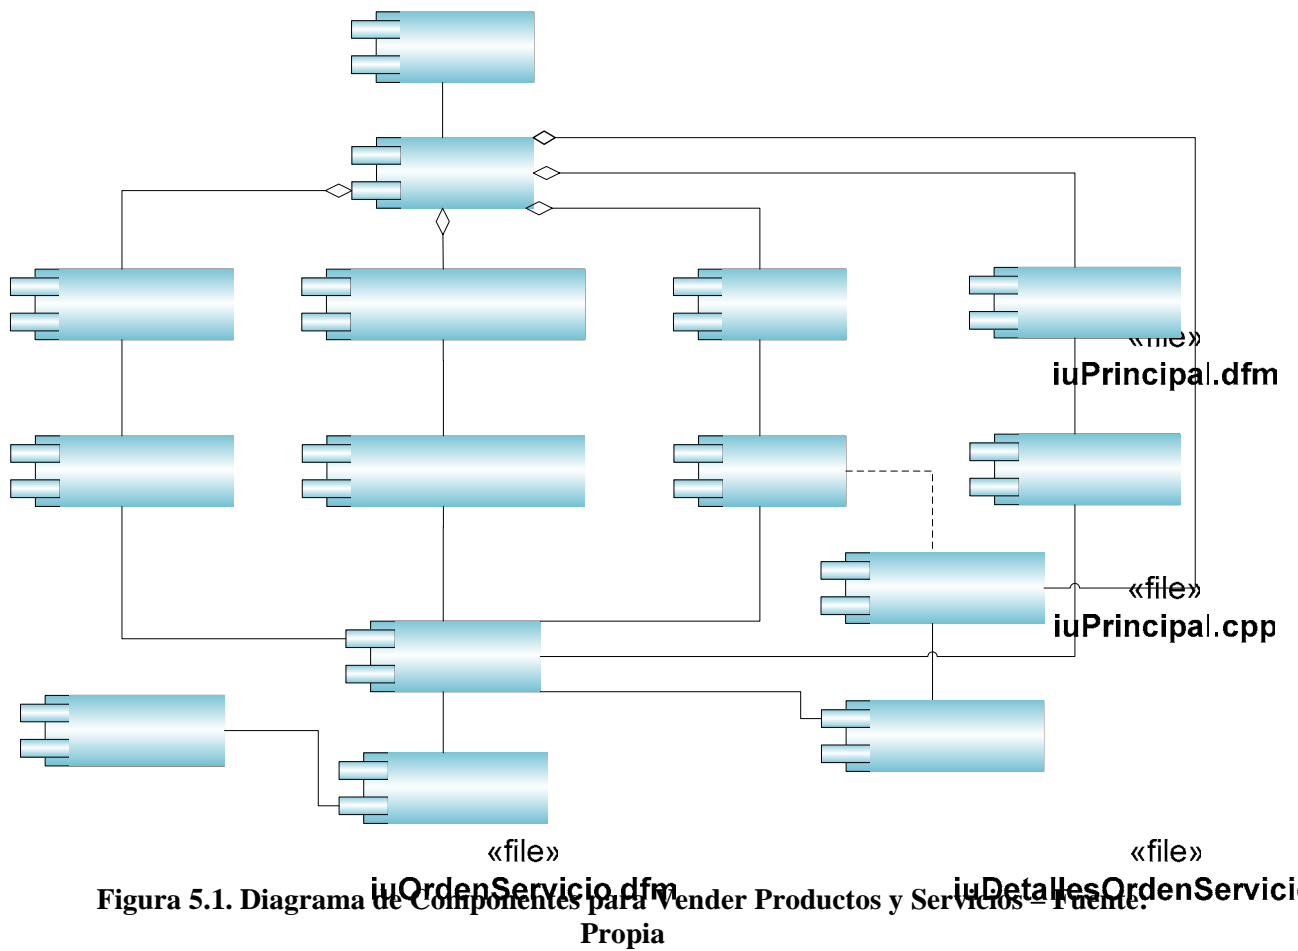 «file»
iuPrincipal.dfm
«file»
iuPrincipal.cpp
«file»
«file»
iuOrdenServicio.dfm
iuDetallesOrdenServici
Figura 5.1. Diagrama de Componentes para Vender Productos y Servicios – Fuente:
Propia